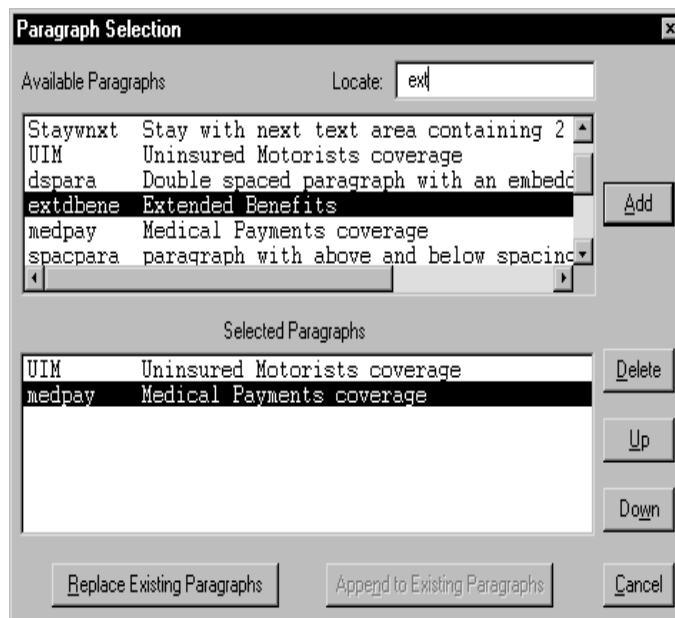 Paragraph Selection
Available Paragraphs Locate: ext
Staywnxt Stay with next text area containing 2
UIM Uninsured Motorists coverage
dspara Double spaced paragraph with an embedd
extdbene Extended Benefits
medpay Medical Payments coverage
spacpara paragraph with above and below spacing
Add
Selected Paragraphs
UIM Uninsured Motorists coverage
medpay Medical Payments coverage
Delete
Up
Down
Replace Existing Paragraphs Append to Existing Paragraphs Cancel